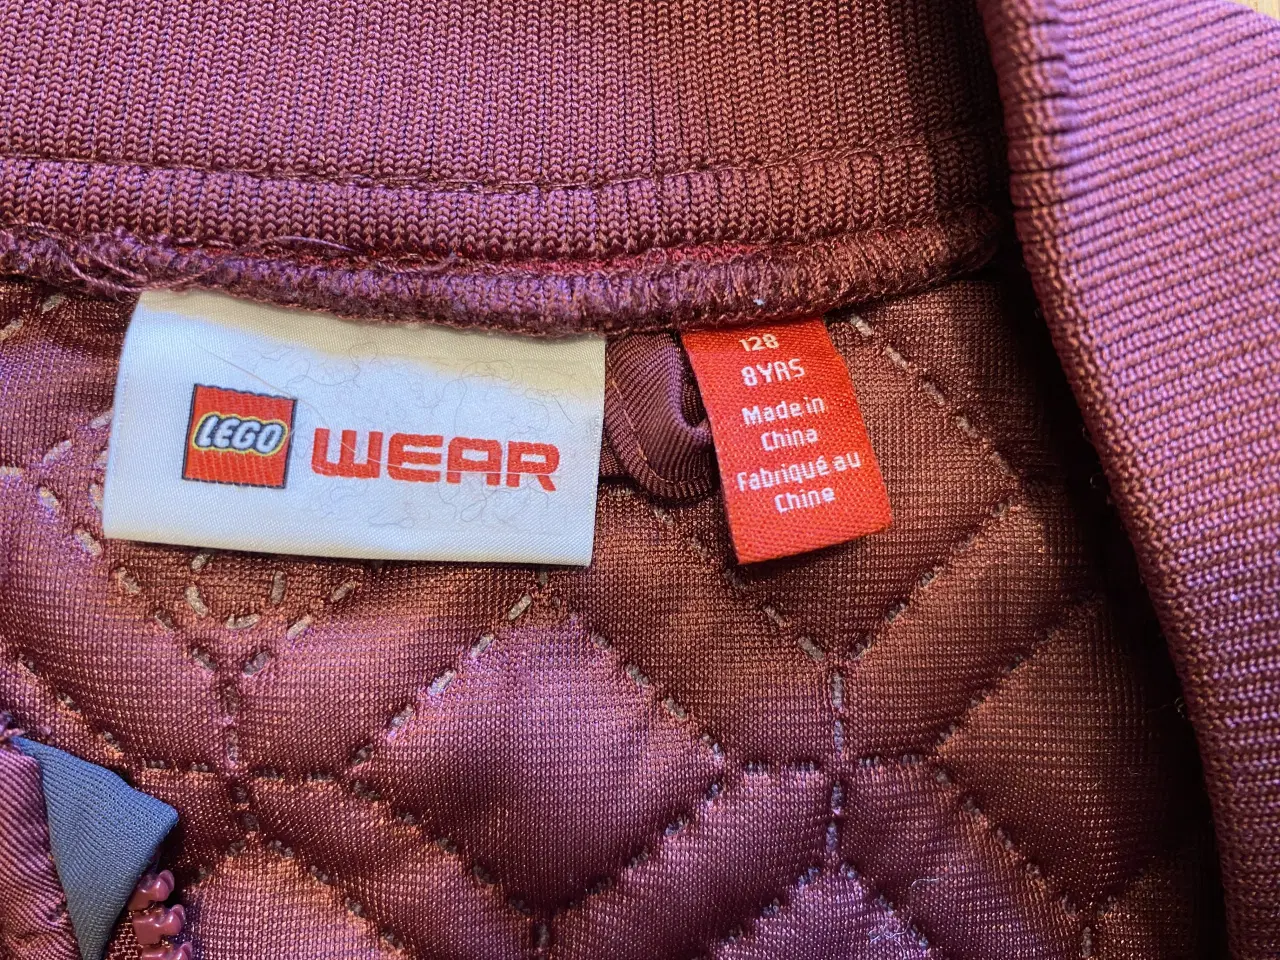 LEGO WEAR
128
8YRS
Made in
China
Fabriqué au
Chine